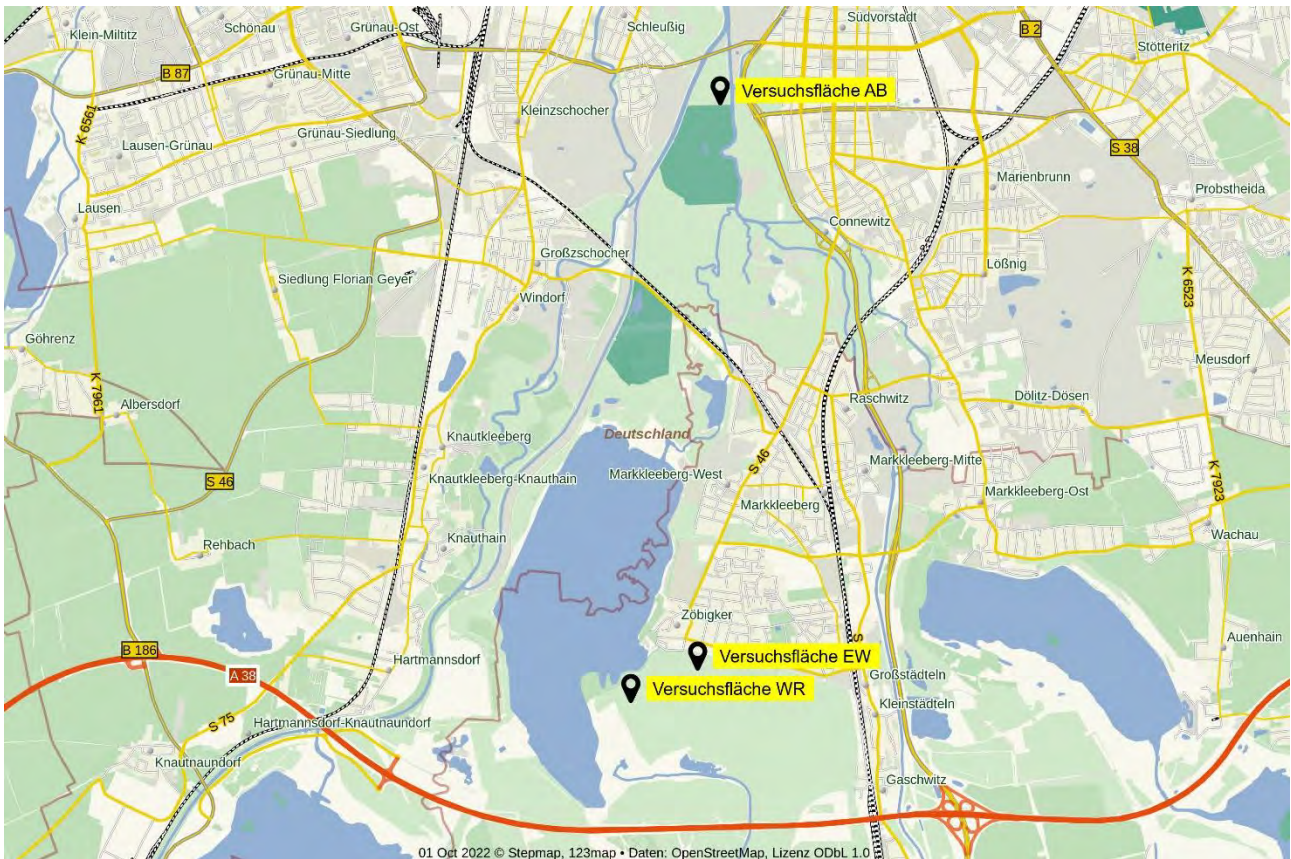 Klein-Miltitz
Schönau
Grünau-Ost
Schleußig
Südvorstadt
B 2
Stötteritz
B 87
Grünau-Mitte
Versuchsfläche AB
K 6561
Kleinzschocher
Grünau-Siedlung
Lausen-Grünau
S 38
Marienbrunn
Probstheida
Lausen
Connewitz
Großzschocher
Lößnig
Siedlung Florian Geyer
K 6523
Windorf
Göhrenz
Meusdorf
K 7961
Albersdorf
Raschwitz
Dölitz-Dösen
Deutschland
Knautkleeberg
S 46
Markkleeberg-Mitte
Markkleeberg-West
K 7923
S 46
Knautkleeberg-Knauthain
Markkleeberg-Ost
Markkleeberg
Knauthain
Wachau
Rehbach
Zöbigker
Auenhain
S
B 186
Versuchsfläche EW
Hartmannsdorf
A 38
Großstädteln
Versuchsfläche WR
Kleinstädteln
S 75
Hartmannsdorf-Knautnaundorf
Knautnaundorf
Gaschwitz
01 Oct 2022 © Stepmap, 123map • Daten: OpenStreetMap, Lizenz ODbL 1.0